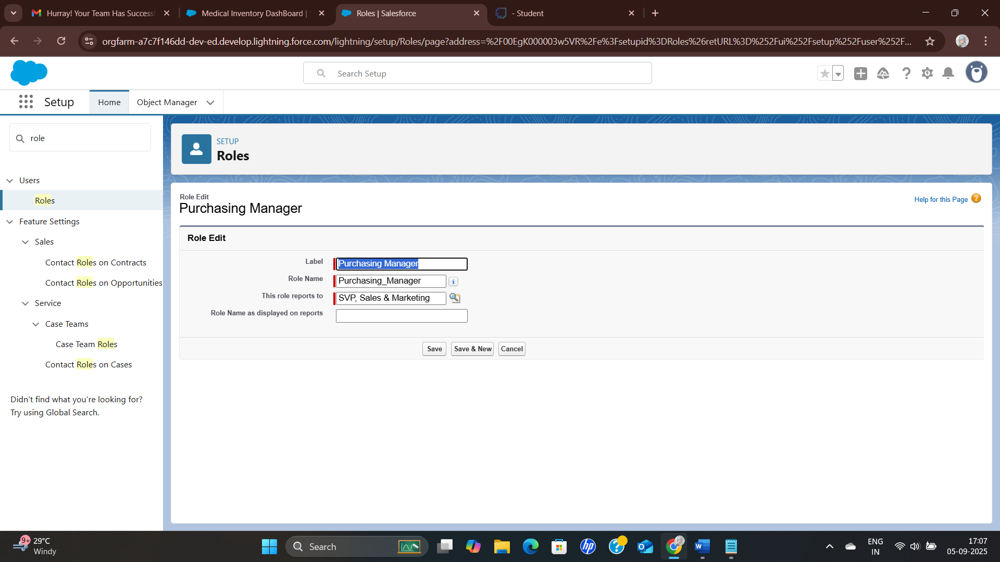 Hurray! Your Team Has Success
Medical Inventory DashBoard |
Roles | Salesforce
- Student
orgfarm-a7c7f146dd-dev-ed.develop.lightning.force.com/lightning/setup/Roles/page?address=%2F00EgK000003w5VR%2Fe%3Fsetupid%3DRoles%26retURL%3D%252Fui%252Fsetup%252Fuser%252F...
Search Setup
Setup
Home
Object Manager
role
SETUP
Roles
Users
Roles
Feature Settings
Sales
Contact Roles on Contracts
Contact Roles on Opportunities
Service
Case Teams
Case Team Roles
Contact Roles on Cases
Didn't find what you're looking for?
Try using Global Search.
Role Edit
Purchasing Manager
Help for this Page
Role Edit
Label
Purchasing Manager
Role Name
Purchasing_Manager
This role reports to
SVP, Sales & Marketing
Role Name as displayed on reports
Save
Save & New
Cancel
9+
29°C
Windy
Search
ENG
IN
17:07
05-09-2025